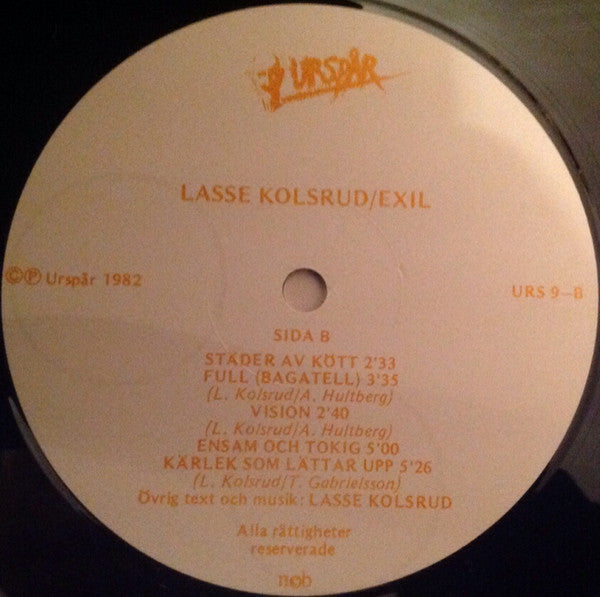 URSPÅR
LASSE KOLSRUD/EXIL
©℗ Urspår 1982
URS 9-B
SIDA B
STÄDER AV KÖTT 2'33
FULL (BAGATELL) 3'35
(L. Kolsrud/A. Hultberg)
VISION 2'40
(L. Kolsrud/A. Hultberg)
ENSAM OCH TOKIG 5'00
KÄRLEK SOM LÄTTAR UPP 5'26
(L. Kolsrud/T. Gabrielsson)
Övrig text och musik: LASSE KOLSRUD
Alla rättigheter
reserverade
nøb